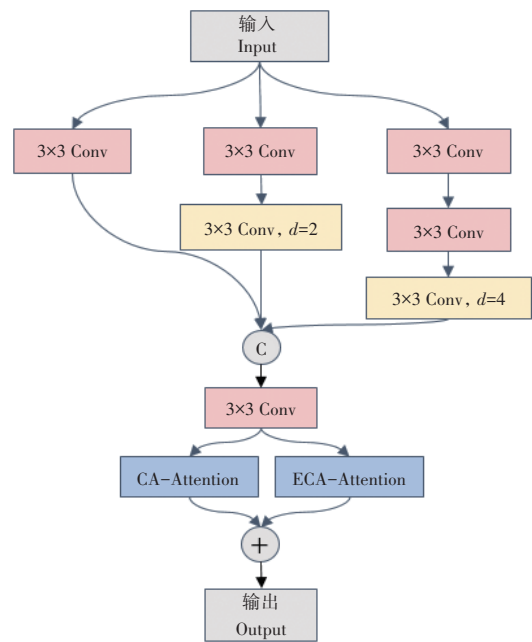 输入
Input
3×3 Conv
3×3 Conv
3×3 Conv
3×3 Conv, d=2
3×3 Conv
3×3 Conv, d=4
C
3×3 Conv
CA-Attention
ECA-Attention
+
输出
Output